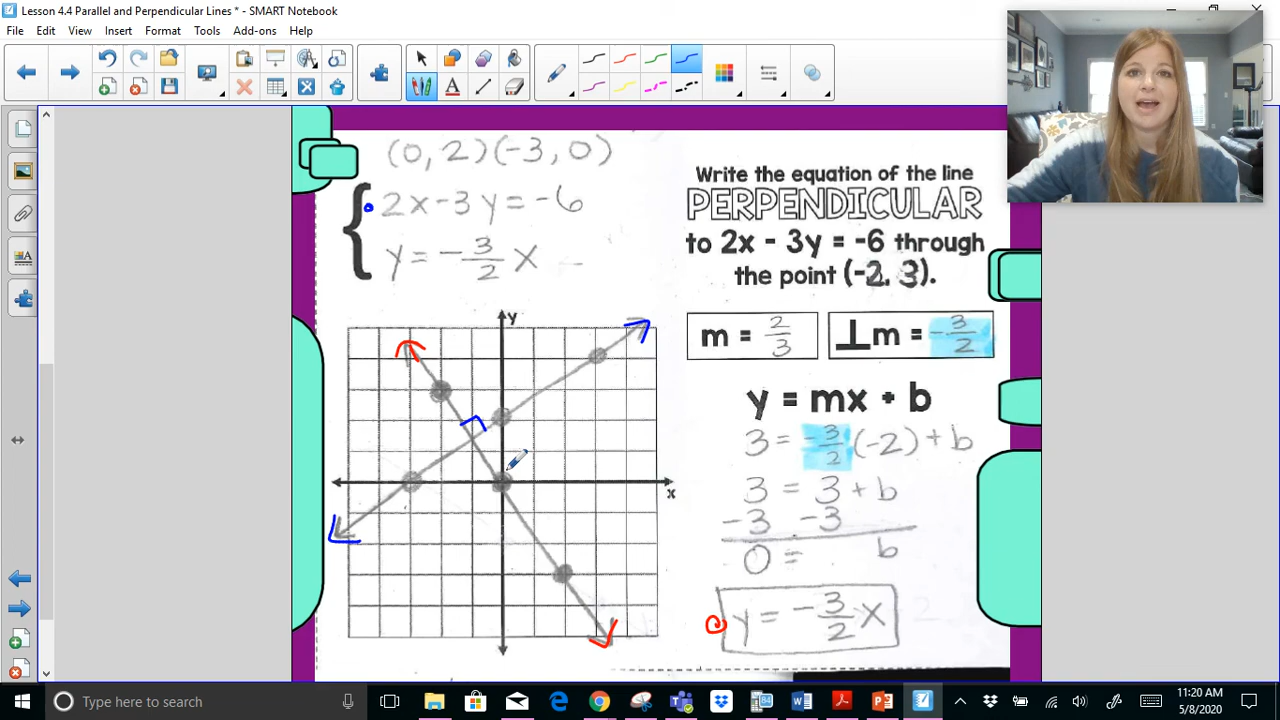 Lesson 4.4 Parallel and Perpendicular Lines * - SMART Notebook
File Edit View Insert Format Tools Add-ons Help
(0, 2)(-3, 0)
2x-3y=-6
y=-3/2 x
y
x
Write the equation of the line
PERPENDICULAR
to 2x - 3y = -6 through
the point (-2, 3).
m = 2/3
⊥m = -3/2
y = mx + b
3 = -3/2 (-2) + b
3 = 3 + b
-3 -3
0 = b
y = -3/2 x
Type here to search
11:20 AM
5/8/2020